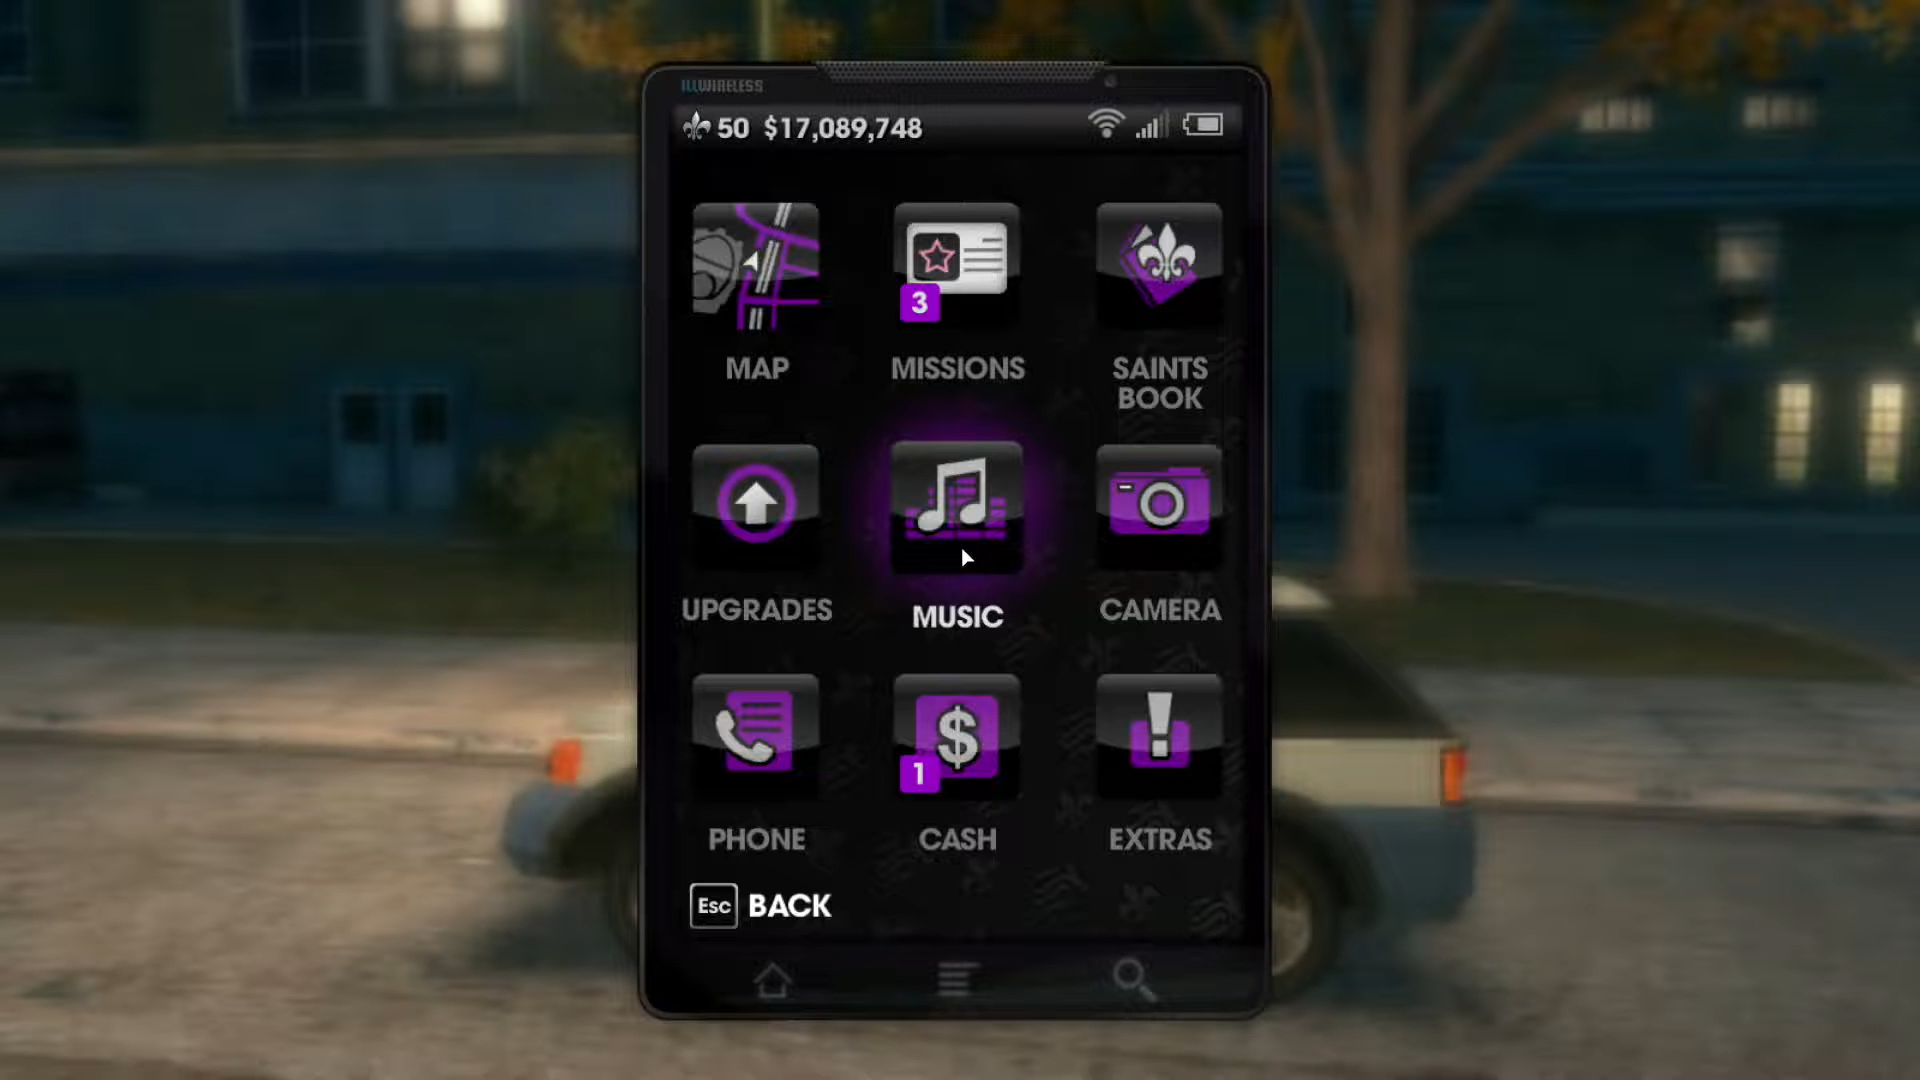 ILLWIRELESS
50 $17,089,748
3
MAP MISSIONS SAINTS BOOK
UPGRADES MUSIC CAMERA
$
1
!
PHONE CASH EXTRAS
Esc BACK